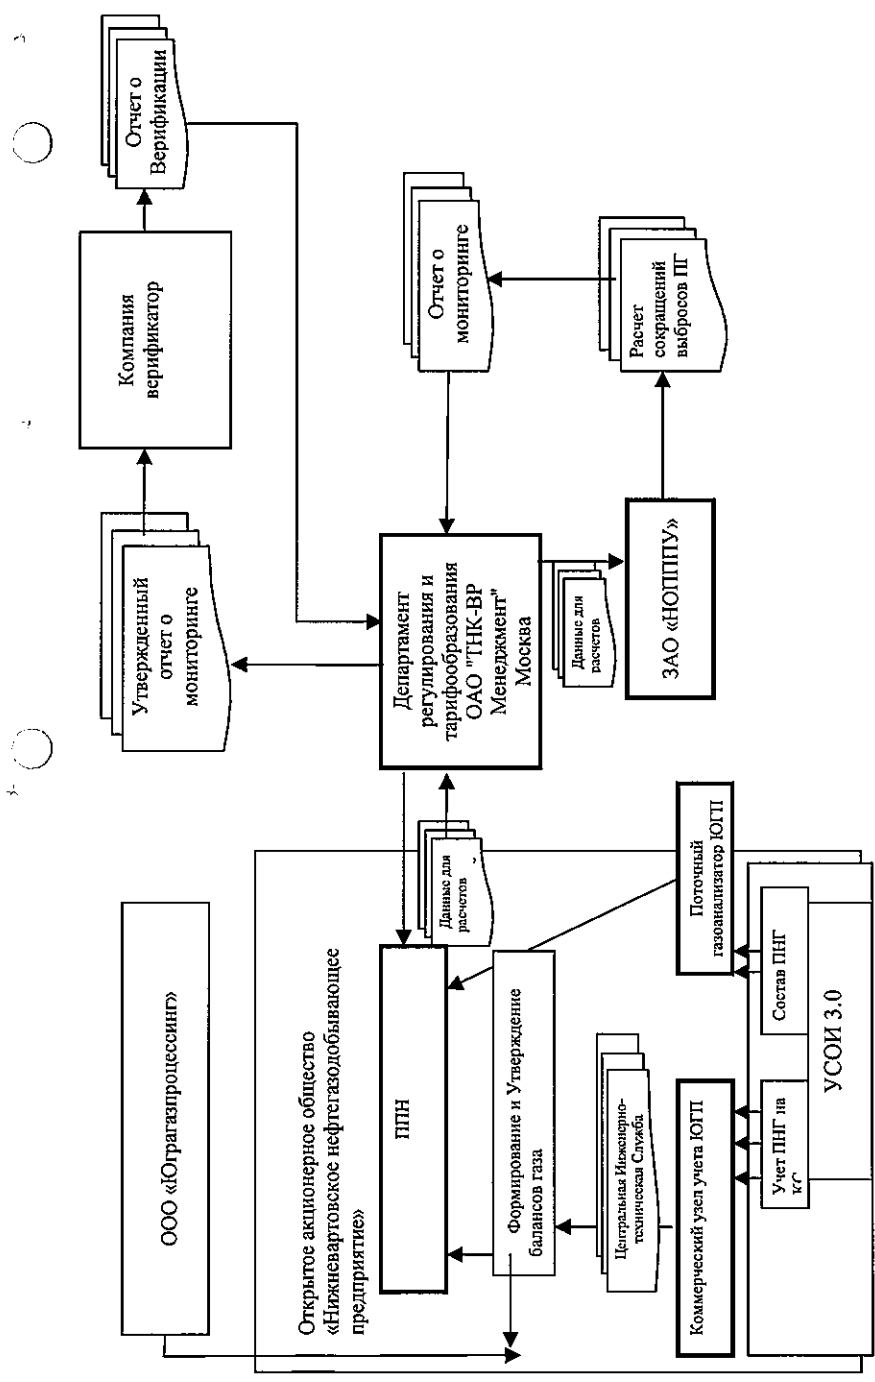 ООО «Юграгазпроцессинг»
Утвержденный
отчет о
мониторинге
Компания
верификатор
Отчет о
Верификации
Открытое акционерное общество
«Нижневартовское нефтегазодобывающее
предприятие»
ППН
Данные для
расчетов
Департамент
регулирования и
тарифообразования
ОАО "ТНК-ВР
Менеджмент"
Москва
Отчет о
мониторинге
Формирование и Утверждение
балансов газа
Данные для
расчетов
Центральная Инженерно-
техническая Служба
Коммерческий узел учета ЮГП
Поточный
газоанализатор ЮГП
ЗАО «НОППППУ»
Расчет
сокращений
выбросов ПГ
Учет ПНГ на
КС
Состав ПНГ
УСОИ 3.0